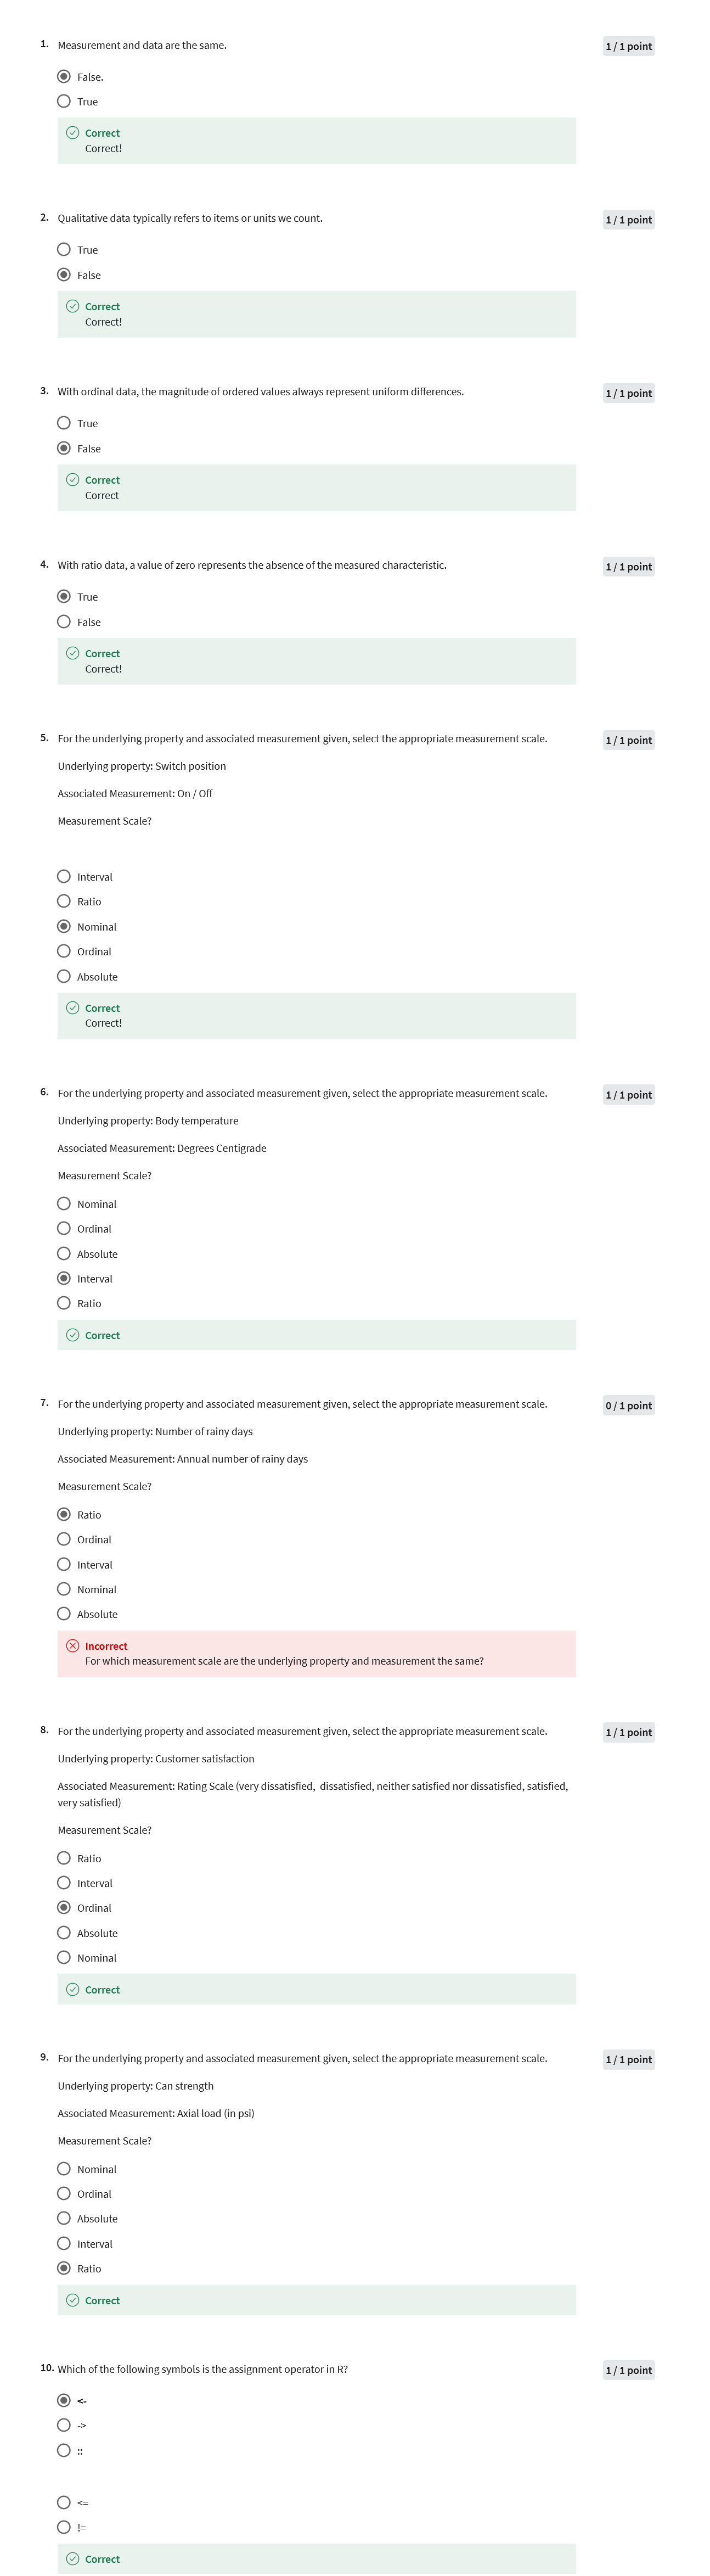 1. Measurement and data are the same. 1 / 1 point
False.
True
Correct
Correct!
2. Qualitative data typically refers to items or units we count. 1 / 1 point
True
False
Correct
Correct!
3. With ordinal data, the magnitude of ordered values always represent uniform differences. 1 / 1 point
True
False
Correct
Correct
4. With ratio data, a value of zero represents the absence of the measured characteristic. 1 / 1 point
True
False
Correct
Correct!
5. For the underlying property and associated measurement given, select the appropriate measurement scale. 1 / 1 point
Underlying property: Switch position
Associated Measurement: On / Off
Measurement Scale?
Interval
Ratio
Nominal
Ordinal
Absolute
Correct
Correct!
6. For the underlying property and associated measurement given, select the appropriate measurement scale. 1 / 1 point
Underlying property: Body temperature
Associated Measurement: Degrees Centigrade
Measurement Scale?
Nominal
Ordinal
Absolute
Interval
Ratio
Correct
7. For the underlying property and associated measurement given, select the appropriate measurement scale. 0 / 1 point
Underlying property: Number of rainy days
Associated Measurement: Annual number of rainy days
Measurement Scale?
Ratio
Ordinal
Interval
Nominal
Absolute
Incorrect
For which measurement scale are the underlying property and measurement the same?
8. For the underlying property and associated measurement given, select the appropriate measurement scale. 1 / 1 point
Underlying property: Customer satisfaction
Associated Measurement: Rating Scale (very dissatisfied, dissatisfied, neither satisfied nor dissatisfied, satisfied,
very satisfied)
Measurement Scale?
Ratio
Interval
Ordinal
Absolute
Nominal
Correct
9. For the underlying property and associated measurement given, select the appropriate measurement scale. 1 / 1 point
Underlying property: Can strength
Associated Measurement: Axial load (in psi)
Measurement Scale?
Nominal
Ordinal
Absolute
Interval
Ratio
Correct
10. Which of the following symbols is the assignment operator in R? 1 / 1 point
<-
->
::
<=
!=
Correct